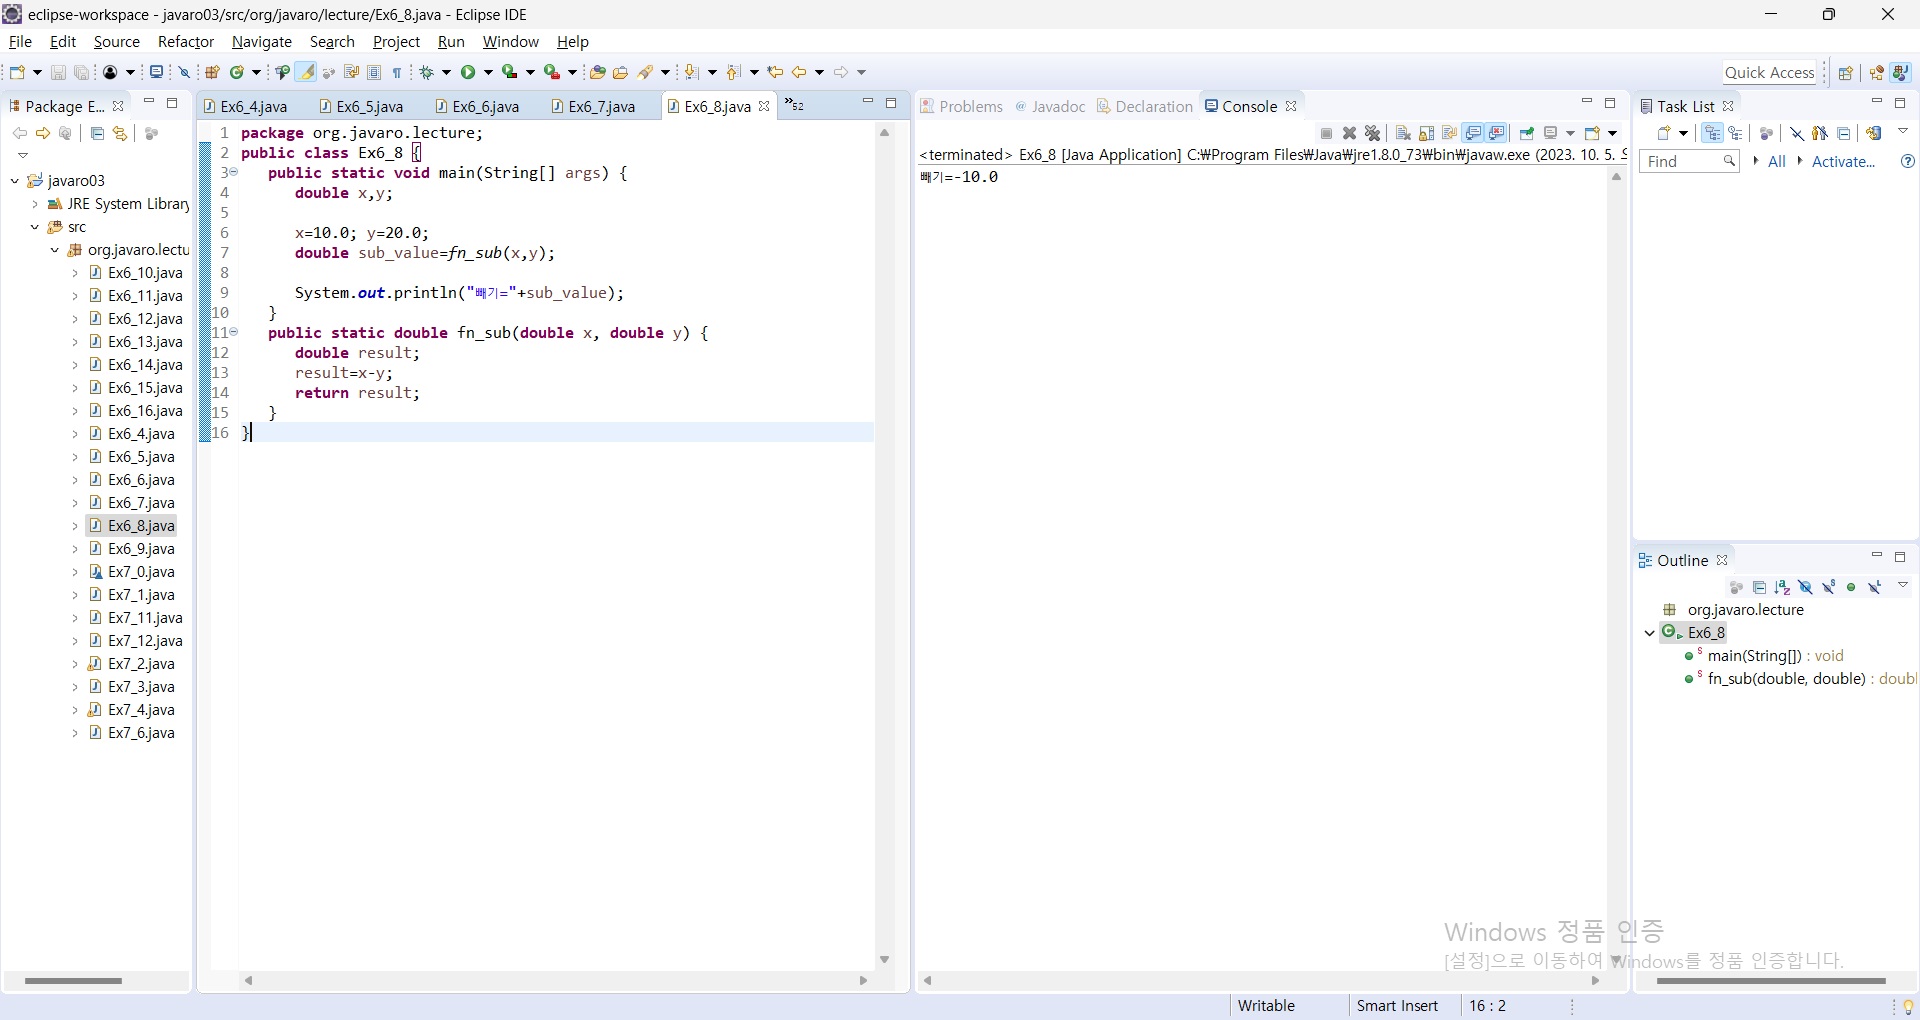 eclipse-workspace - javaro03/src/org/javaro/lecture/Ex6_8.java - Eclipse IDE
File Edit Source Refactor Navigate Search Project Run Window Help
Quick Access
Package E...
javaro03
JRE System Library
src
org.javaro.lectu
Ex6_10.java
Ex6_11.java
Ex6_12.java
Ex6_13.java
Ex6_14.java
Ex6_15.java
Ex6_16.java
Ex6_4.java
Ex6_5.java
Ex6_6.java
Ex6_7.java
Ex6_8.java
Ex6_9.java
Ex7_0.java
Ex7_1.java
Ex7_11.java
Ex7_12.java
Ex7_2.java
Ex7_3.java
Ex7_4.java
Ex7_6.java
Ex6_4.java Ex6_5.java Ex6_6.java Ex6_7.java Ex6_8.java »52
1 package org.javaro.lecture;
2 public class Ex6_8 {
3 public static void main(String[] args) {
4 double x,y;
5
6 x=10.0; y=20.0;
7 double sub_value=fn_sub(x,y);
8
9 System.out.println("빼기="+sub_value);
10 }
11 public static double fn_sub(double x, double y) {
12 double result;
13 result=x-y;
14 return result;
15 }
16 }
Problems Javadoc Declaration Console
<terminated> Ex6_8 [Java Application] C:₩Program Files₩Java₩jre1.8.0_73₩bin₩javaw.exe (2023. 10. 5.
빼기=-10.0
Task List
Find All Activate...
Outline
org.javaro.lecture
Ex6_8
main(String[]) : void
fn_sub(double, double) : doubl
Windows 정품 인증
[설정]으로 이동하여 Windows를 정품 인증합니다.
Writable Smart Insert 16 : 2